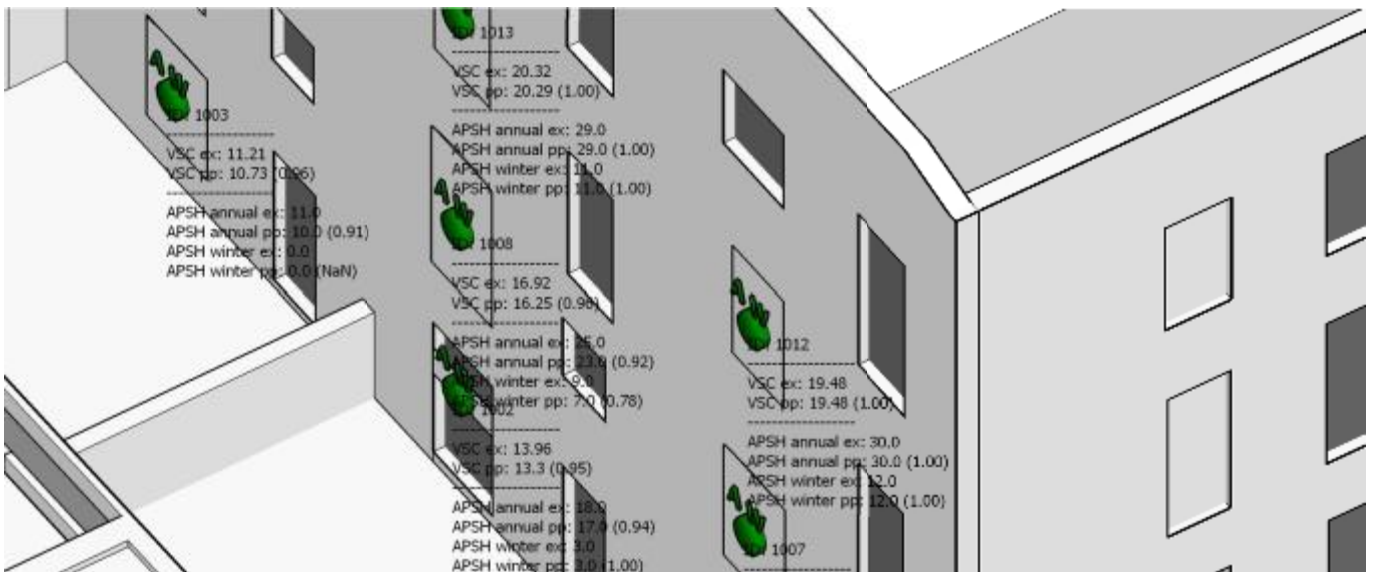 1013
VSC ex: 20.32
VSC pp: 20.29 (1.00)
APSH annual ex: 29.0
APSH annual pp: 29.0 (1.00)
APSH winter ex: 11.0
APSH winter pp: 11.0 (1.00)
1003
VSC ex: 11.21
VSC pp: 10.73 (0.96)
APSH annual ex: 11.0
APSH annual pp: 10.0 (0.91)
APSH winter ex: 0.0
APSH winter pp: 0.0 (NaN)
1008
VSC ex: 16.92
VSC pp: 16.25 (0.96)
APSH annual ex: 25.0
APSH annual pp: 23.0 (0.92)
APSH winter ex: 9.0
APSH winter pp: 7.0 (0.78)
1002
VSC ex: 13.96
VSC pp: 13.3 (0.95)
APSH annual ex: 18.0
APSH annual pp: 17.0 (0.94)
APSH winter ex: 3.0
APSH winter pp: 3.0 (1.00)
1012
VSC ex: 19.48
VSC pp: 19.48 (1.00)
APSH annual ex: 30.0
APSH annual pp: 30.0 (1.00)
APSH winter ex: 12.0
APSH winter pp: 12.0 (1.00)
1007